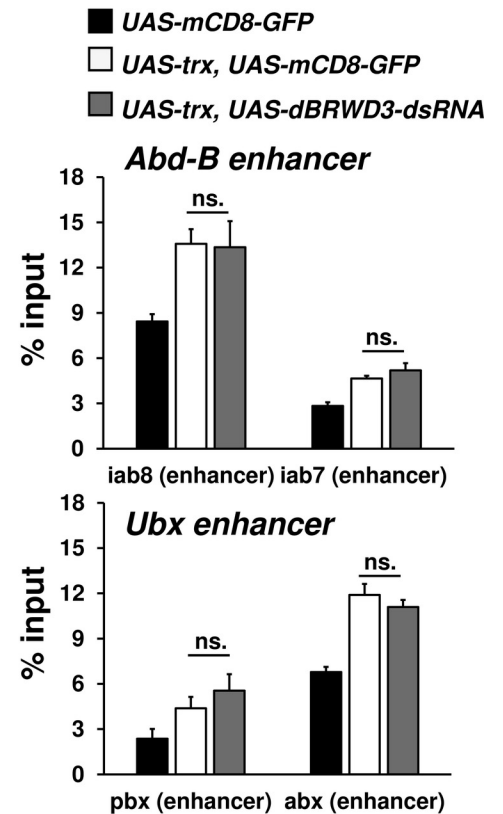 UAS-mCD8-GFP
UAS-trx, UAS-mCD8-GFP
UAS-trx, UAS-dBRWD3-dsRNA
Abd-B enhancer
% input
18
15
12
9
6
3
0
ns.
ns.
iab8 (enhancer) iab7 (enhancer)
Ubx enhancer
% input
18
15
12
9
6
3
0
ns.
ns.
pbx (enhancer) abx (enhancer)